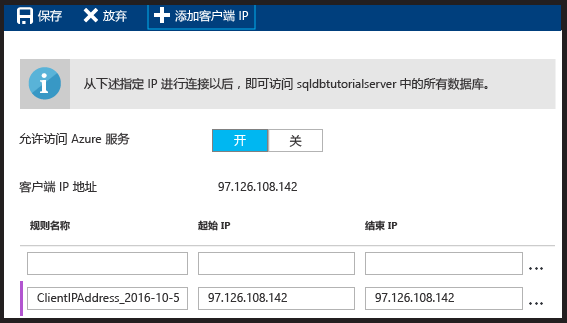 保存 放弃 添加客户端 IP
从下述指定 IP 进行连接以后，即可访问 sqldbtutorialserver 中的所有数据库。
允许访问 Azure 服务 开 关
客户端 IP 地址 97.126.108.142
规则名称 起始 IP 结束 IP
...
ClientIPAddress_2016-10-5 97.126.108.142 97.126.108.142 ...